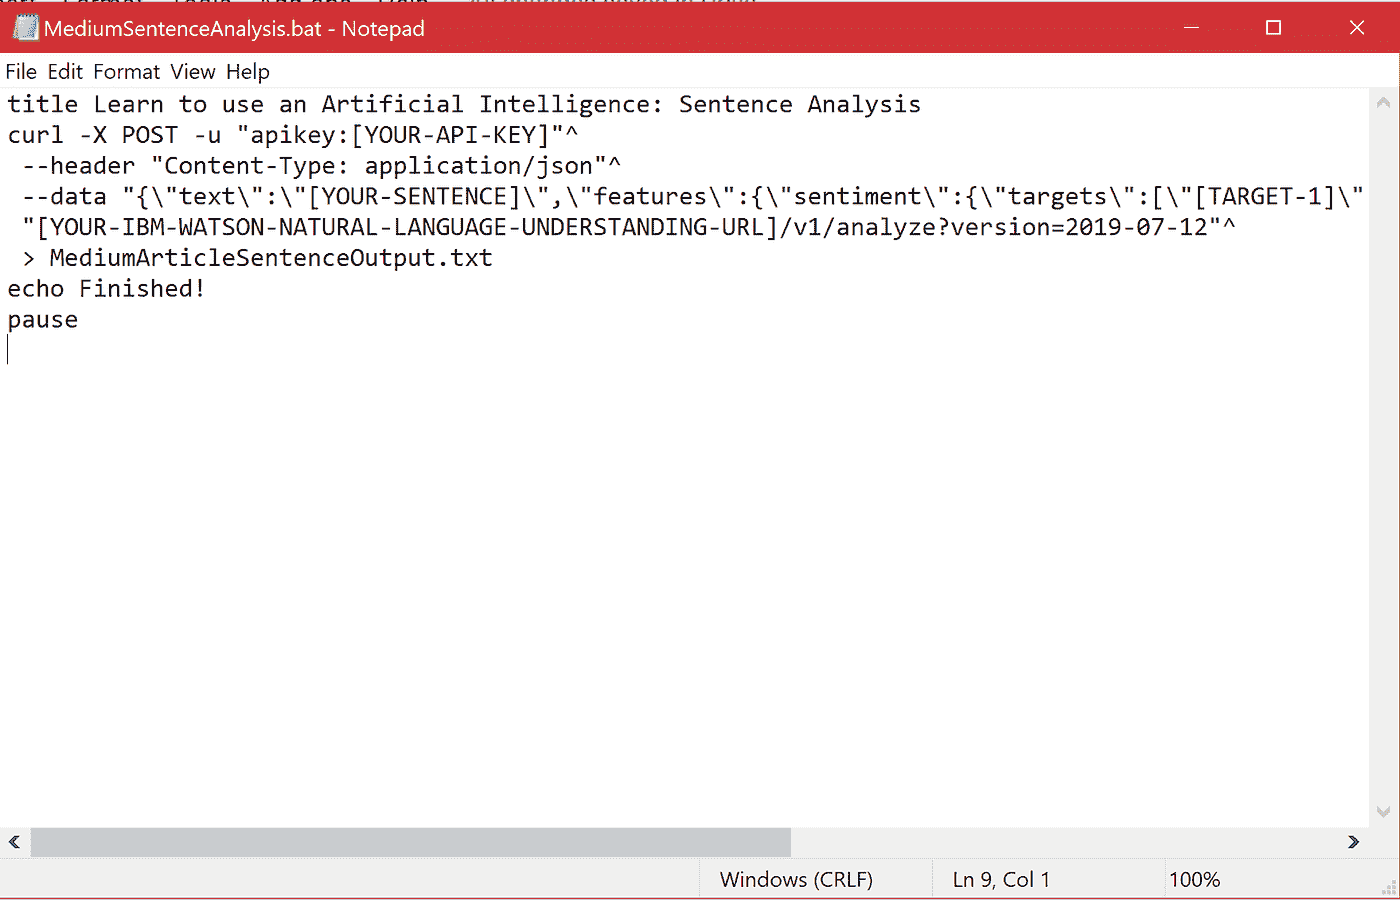 MediumSentenceAnalysis.bat - Notepad
File Edit Format View Help
title Learn to use an Artificial Intelligence: Sentence Analysis
curl -X POST -u "apikey:[YOUR-API-KEY]"^
--header "Content-Type: application/json"^
--data "{\"text\":\"[YOUR-SENTENCE]\",\"features\":{\"sentiment\":{\"targets\":[\"[TARGET-1]\"
"[YOUR-IBM-WATSON-NATURAL-LANGUAGE-UNDERSTANDING-URL]/v1/analyze?version=2019-07-12"^
> MediumArticleSentenceOutput.txt
echo Finished!
pause
Windows (CRLF) Ln 9, Col 1 100%